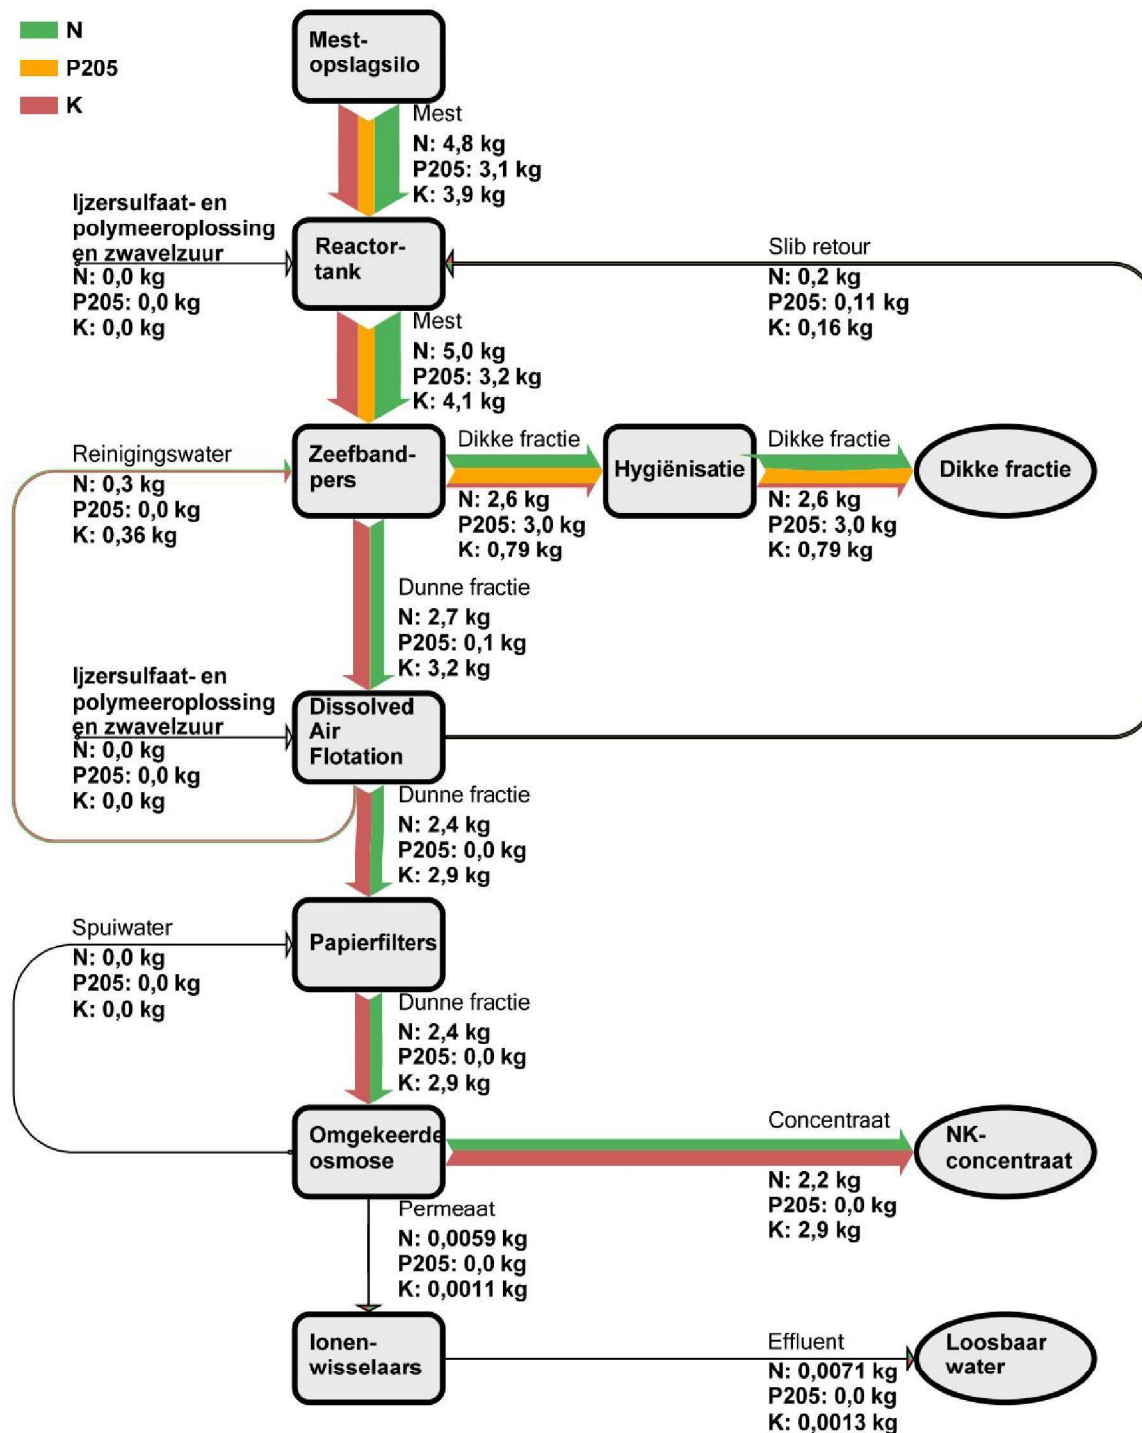 N
P205
K
Mest-
opslagsilo
Mest
N: 4,8 kg
P205: 3,1 kg
K: 3,9 kg
Ijzersulfaat- en
polymeeroplossing
en zwavelzuur
N: 0,0 kg
P205: 0,0 kg
K: 0,0 kg
Reactor-
tank
Slib retour
N: 0,2 kg
P205: 0,11 kg
K: 0,16 kg
Mest
N: 5,0 kg
P205: 3,2 kg
K: 4,1 kg
Reinigingswater
N: 0,3 kg
P205: 0,0 kg
K: 0,36 kg
Zeefband-
pers
Dikke fractie
N: 2,6 kg
P205: 3,0 kg
K: 0,79 kg
Hygiënisatie
Dikke fractie
N: 2,6 kg
P205: 3,0 kg
K: 0,79 kg
Dikke fractie
Dunne fractie
N: 2,7 kg
P205: 0,1 kg
K: 3,2 kg
Ijzersulfaat- en
polymeeroplossing
en zwavelzuur
N: 0,0 kg
P205: 0,0 kg
K: 0,0 kg
Dissolved
Air
Flotation
Dunne fractie
N: 2,4 kg
P205: 0,0 kg
K: 2,9 kg
Spuiwater
N: 0,0 kg
P205: 0,0 kg
K: 0,0 kg
Papierfilters
Dunne fractie
N: 2,4 kg
P205: 0,0 kg
K: 2,9 kg
Omgekeerde
osmose
Concentraat
N: 2,2 kg
P205: 0,0 kg
K: 2,9 kg
NK-
concentraat
Permeaat
N: 0,0059 kg
P205: 0,0 kg
K: 0,0011 kg
Ionen-
wisselaars
Effluent
N: 0,0071 kg
P205: 0,0 kg
K: 0,0013 kg
Loosbaar
water